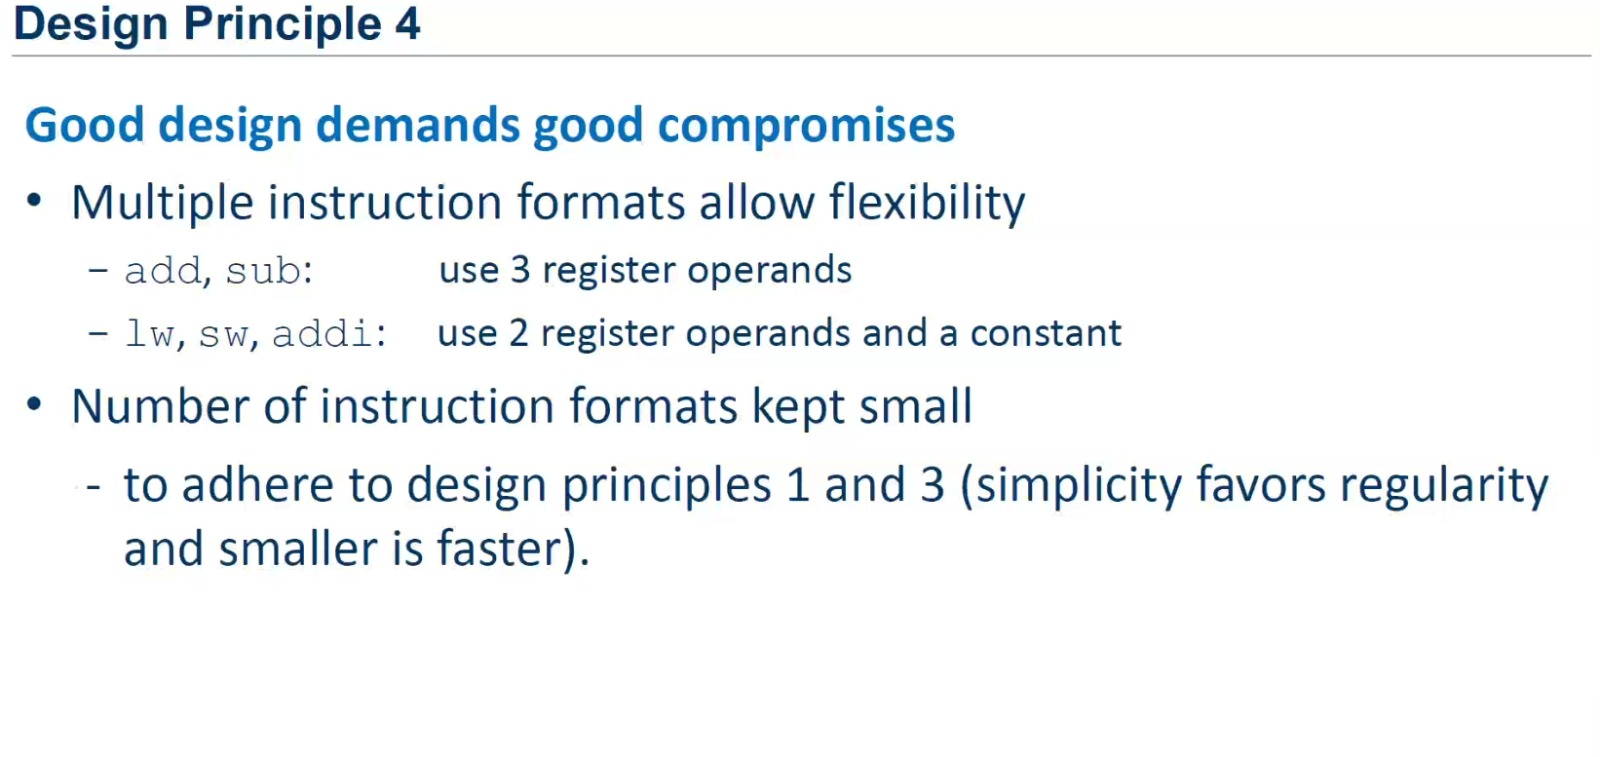 Design Principle 4
Good design demands good compromises
• Multiple instruction formats allow flexibility
– add, sub: use 3 register operands
– lw, sw, addi: use 2 register operands and a constant
• Number of instruction formats kept small
- to adhere to design principles 1 and 3 (simplicity favors regularity
and smaller is faster).